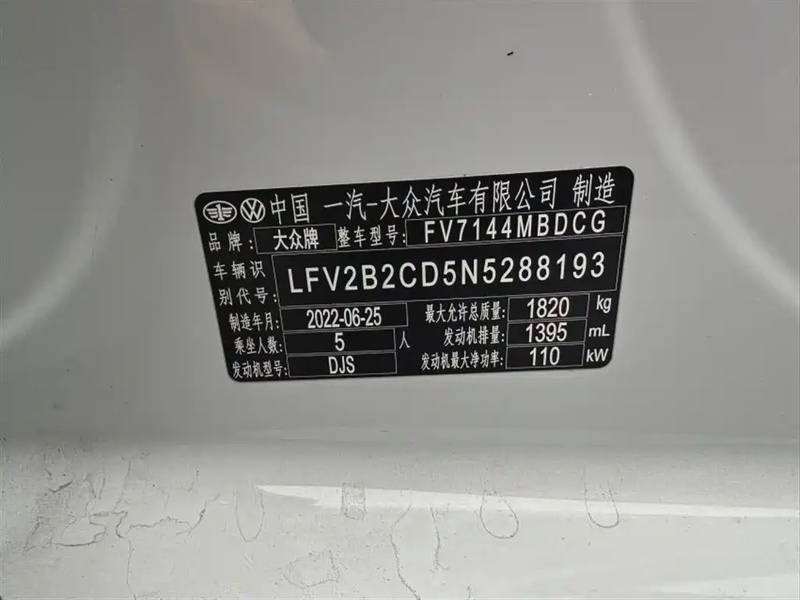 中国 一汽-大众汽车有限公司 制造
品牌: 大众牌 整车型号: FV7144MBDCG
车辆识别代号: LFV2B2CD5N5288193
制造年月: 2022-06-25 最大允许总质量: 1820 kg
乘坐人数: 5 人 发动机排量: 1395 mL
发动机型号: DJS 发动机最大净功率: 110 kW